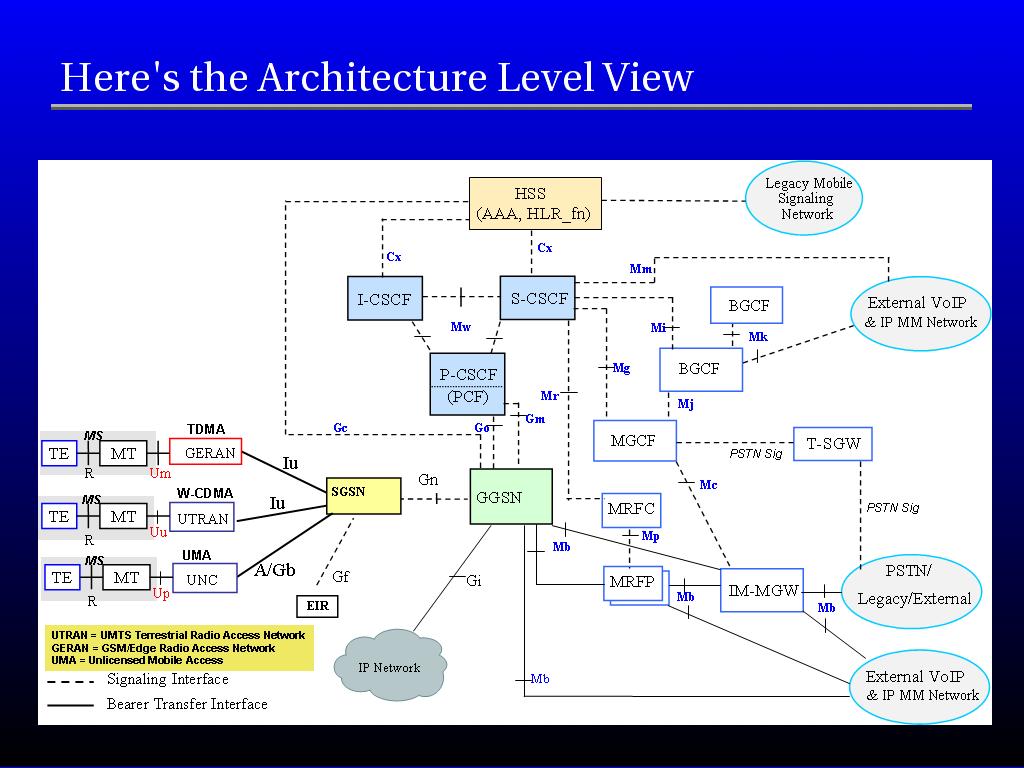 Here's the Architecture Level View
HSS
(AAA, HLR_fn)
Legacy Mobile
Signaling
Network
Cx
Cx
Mm
I-CSCF
S-CSCF
BGCF
External VoIP
& IP MM Network
Mw
Mi
Mk
P-CSCF
(PCF)
Mg
BGCF
Mr
Mj
Gm
Go
Gc
MGCF
T-SGW
PSTN Sig
MS
TDMA
TE
MT
GERAN
R
Um
Iu
Gn
SGSN
GGSN
Mc
MS
W-CDMA
TE
MT
UTRAN
R
Uu
Iu
MRFC
PSTN Sig
Mp
Mb
MS
UMA
TE
MT
UNC
R
Up
A/Gb
Gf
Gi
EIR
MRFP
Mb
IM-MGW
Mb
PSTN/
Legacy/External
UTRAN = UMTS Terrestrial Radio Access Network
GERAN = GSM/Edge Radio Access Network
UMA = Unlicensed Mobile Access
IP Network
Mb
External VoIP
& IP MM Network
Signaling Interface
Bearer Transfer Interface